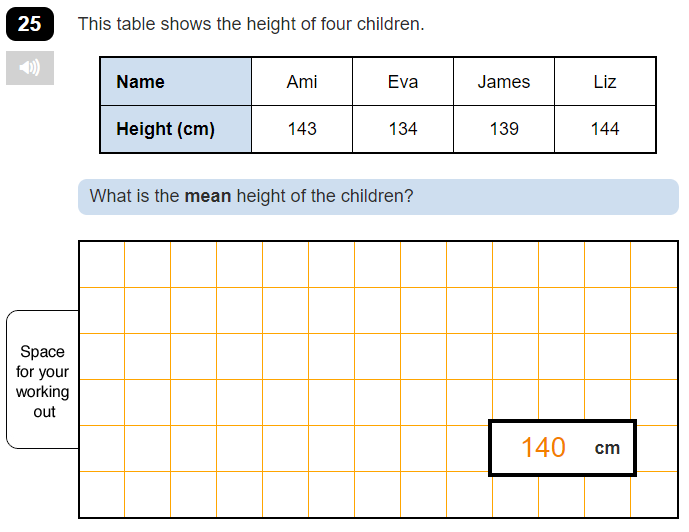 25 This table shows the height of four children.
Name Ami Eva James Liz
Height (cm) 143 134 139 144
What is the mean height of the children?
Space
for your
working
out
140 cm